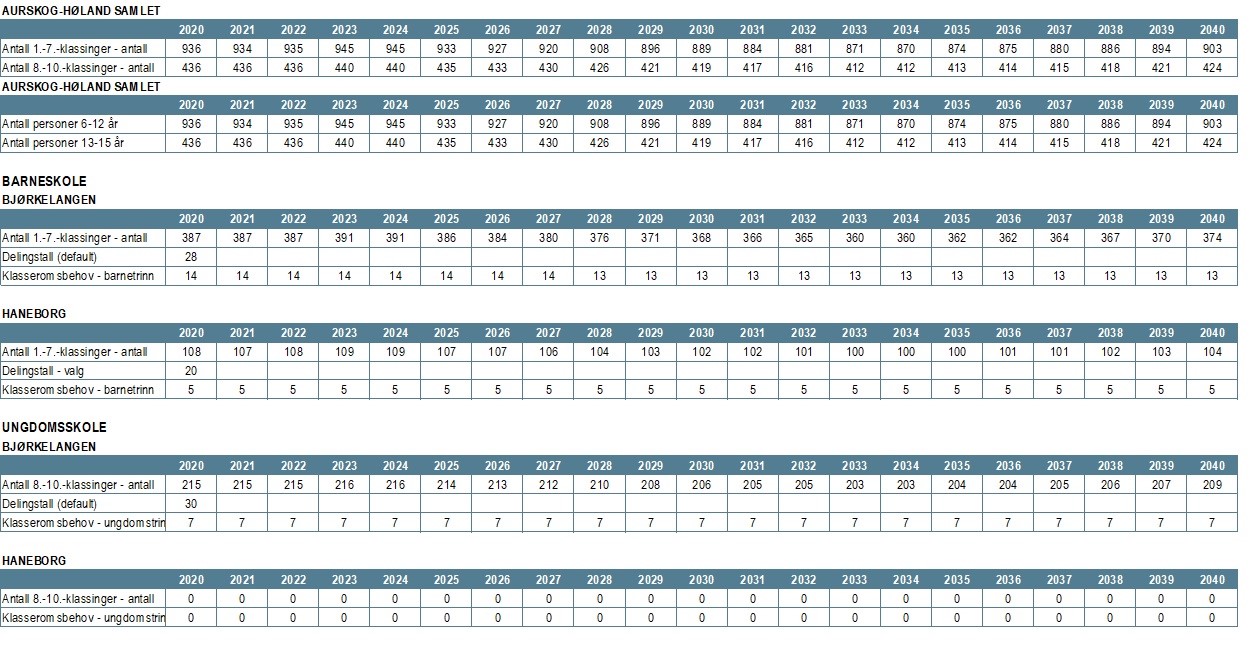 AURSKOG-HØLAND SAMLET
2020 2021 2022 2023 2024 2025 2026 2027 2028 2029 2030 2031 2032 2033 2034 2035 2036 2037 2038 2039 2040
Antall 1.-7.-klassinger - antall 936 934 935 945 945 933 927 920 908 896 889 884 881 871 870 874 875 880 886 894 903
Antall 8.-10.-klassinger - antall 436 436 436 440 440 435 433 430 426 421 419 417 416 412 412 413 414 415 418 421 424
AURSKOG-HØLAND SAMLET
2020 2021 2022 2023 2024 2025 2026 2027 2028 2029 2030 2031 2032 2033 2034 2035 2036 2037 2038 2039 2040
Antall personer 6-12 år 936 934 935 945 945 933 927 920 908 896 889 884 881 871 870 874 875 880 886 894 903
Antall personer 13-15 år 436 436 436 440 440 435 433 430 426 421 419 417 416 412 412 413 414 415 418 421 424
BARNESKOLE
BJØRKELANGEN
2020 2021 2022 2023 2024 2025 2026 2027 2028 2029 2030 2031 2032 2033 2034 2035 2036 2037 2038 2039 2040
Antall 1.-7.-klassinger - antall 387 387 387 391 391 386 384 380 376 371 368 366 365 360 360 362 362 364 367 370 374
Delingstall (default) 28
Klasseromsbehov - barnetrinn 14 14 14 14 14 14 14 14 13 13 13 13 13 13 13 13 13 13 13 13 13
HANEBORG
2020 2021 2022 2023 2024 2025 2026 2027 2028 2029 2030 2031 2032 2033 2034 2035 2036 2037 2038 2039 2040
Antall 1.-7.-klassinger - antall 108 107 108 109 109 107 107 106 104 103 102 102 101 100 100 100 101 101 102 103 104
Delingstall - valg 20
Klasseromsbehov - barnetrinn 5 5 5 5 5 5 5 5 5 5 5 5 5 5 5 5 5 5 5 5 5
UNGDOMSSKOLE
BJØRKELANGEN
2020 2021 2022 2023 2024 2025 2026 2027 2028 2029 2030 2031 2032 2033 2034 2035 2036 2037 2038 2039 2040
Antall 8.-10.-klassinger - antall 215 215 215 216 216 214 213 212 210 208 206 205 205 203 203 204 204 205 206 207 209
Delingstall (default) 30
Klasseromsbehov - ungdomstrin 7 7 7 7 7 7 7 7 7 7 7 7 7 7 7 7 7 7 7 7 7
HANEBORG
2020 2021 2022 2023 2024 2025 2026 2027 2028 2029 2030 2031 2032 2033 2034 2035 2036 2037 2038 2039 2040
Antall 8.-10.-klassinger - antall 0 0 0 0 0 0 0 0 0 0 0 0 0 0 0 0 0 0 0 0 0
Klasseromsbehov - ungdomstrin 0 0 0 0 0 0 0 0 0 0 0 0 0 0 0 0 0 0 0 0 0